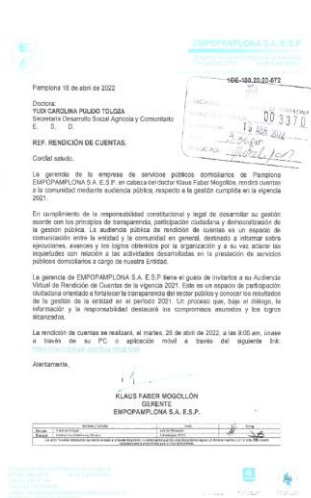 EMPOPAMPLONA S.A. E.S.P
1DE-100.20.23-072
Pamplona 18 de abril de 2022
003370
19 ABR 2022
Doctora:
YUDI CAROLINA PULIDO TOLOZA
Secretaria Desarrollo Social Agrícola y Comunitario
E. S. D.
REF. RENDICIÓN DE CUENTAS.
Cordial saludo.
La gerencia de la empresa de servicios públicos domiciliarios de Pamplona
EMPOPAMPLONA S.A. E.S.P. en cabeza del doctor Klaus Faber Mogollón, rendirá cuentas
a la comunidad mediante audiencia pública, respecto a la gestión cumplida en la vigencia
2021.
En cumplimiento de la responsabilidad constitucional y legal de desarrollar su gestión
acorde con los principios de transparencia, participación ciudadana y democratización de
la gestión pública. La audiencia pública de rendición de cuentas es un espacio de
comunicación entre la entidad y la comunidad en general, destinado a informar sobre
ejecuciones, avances y los logros obtenidos por la organización y a su vez aclarar las
inquietudes con relación a las actividades desarrolladas en la prestación de servicios
públicos domiciliarios a cargo de nuestra Entidad.
La gerencia de EMPOPAMPLONA S.A. E.S.P tiene el gusto de invitarlos a su Audiencia
Virtual de Rendición de Cuentas de la vigencia 2021. Este es un espacio de participación
ciudadana orientado a fortalecer la transparencia del sector público y conocer los resultados
de la gestión de la entidad en el período 2021. Un proceso que, bajo el diálogo, la
información y la responsabilidad destacará los compromisos asumidos y los logros
alcanzados.
La rendición de cuentas se realizará, el martes, 26 de abril de 2022, a las 9:00 am, únase
a través de su PC o aplicación móvil a través del siguiente link:
Atentamente,
KLAUS FABER MOGOLLÓN
GERENTE
EMPOPAMPLONA S.A. E.S.P.